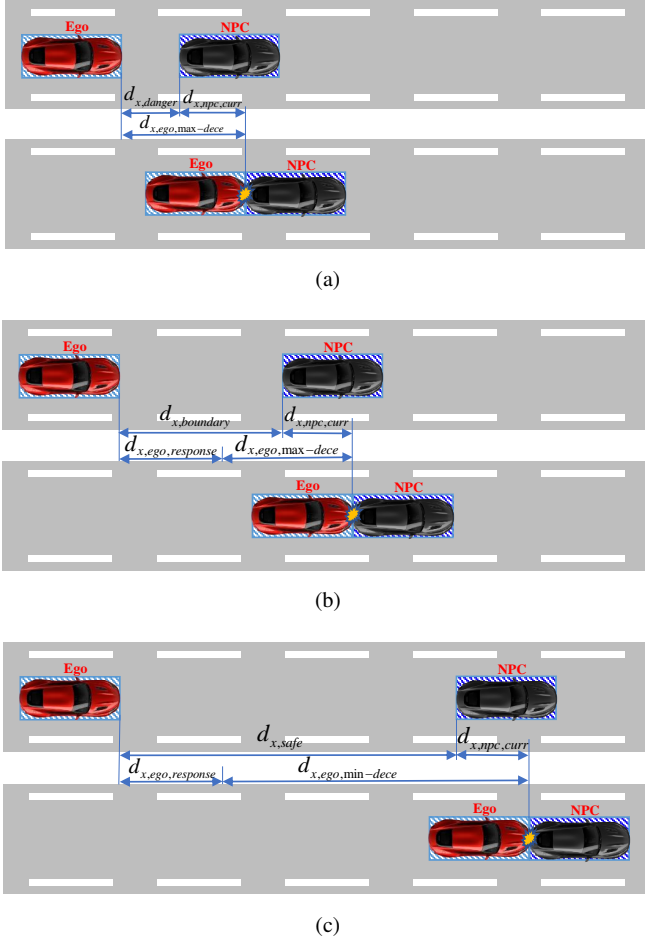 Ego NPC
d_{x,danger} d_{x,npc,curr}
d_{x,ego,max-dece}
Ego NPC
(a)
Ego NPC
d_{x,boundary} d_{x,npc,curr}
d_{x,ego,response} d_{x,ego,max-dece}
Ego NPC
(b)
Ego NPC
d_{x,safe} d_{x,npc,curr}
d_{x,ego,response} d_{x,ego,min-dece}
Ego NPC
(c)